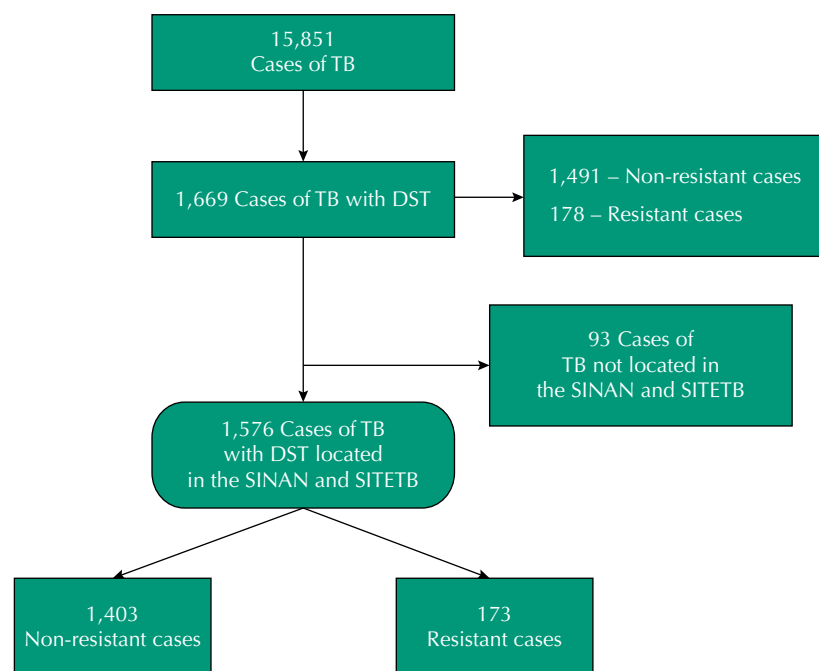 15,851
Cases of TB
1,669 Cases of TB with DST
1,491 – Non-resistant cases
178 – Resistant cases
93 Cases of
TB not located in
the SINAN and SITETB
1,576 Cases of TB
with DST located
in the SINAN and SITETB
1,403
Non-resistant cases
173
Resistant cases